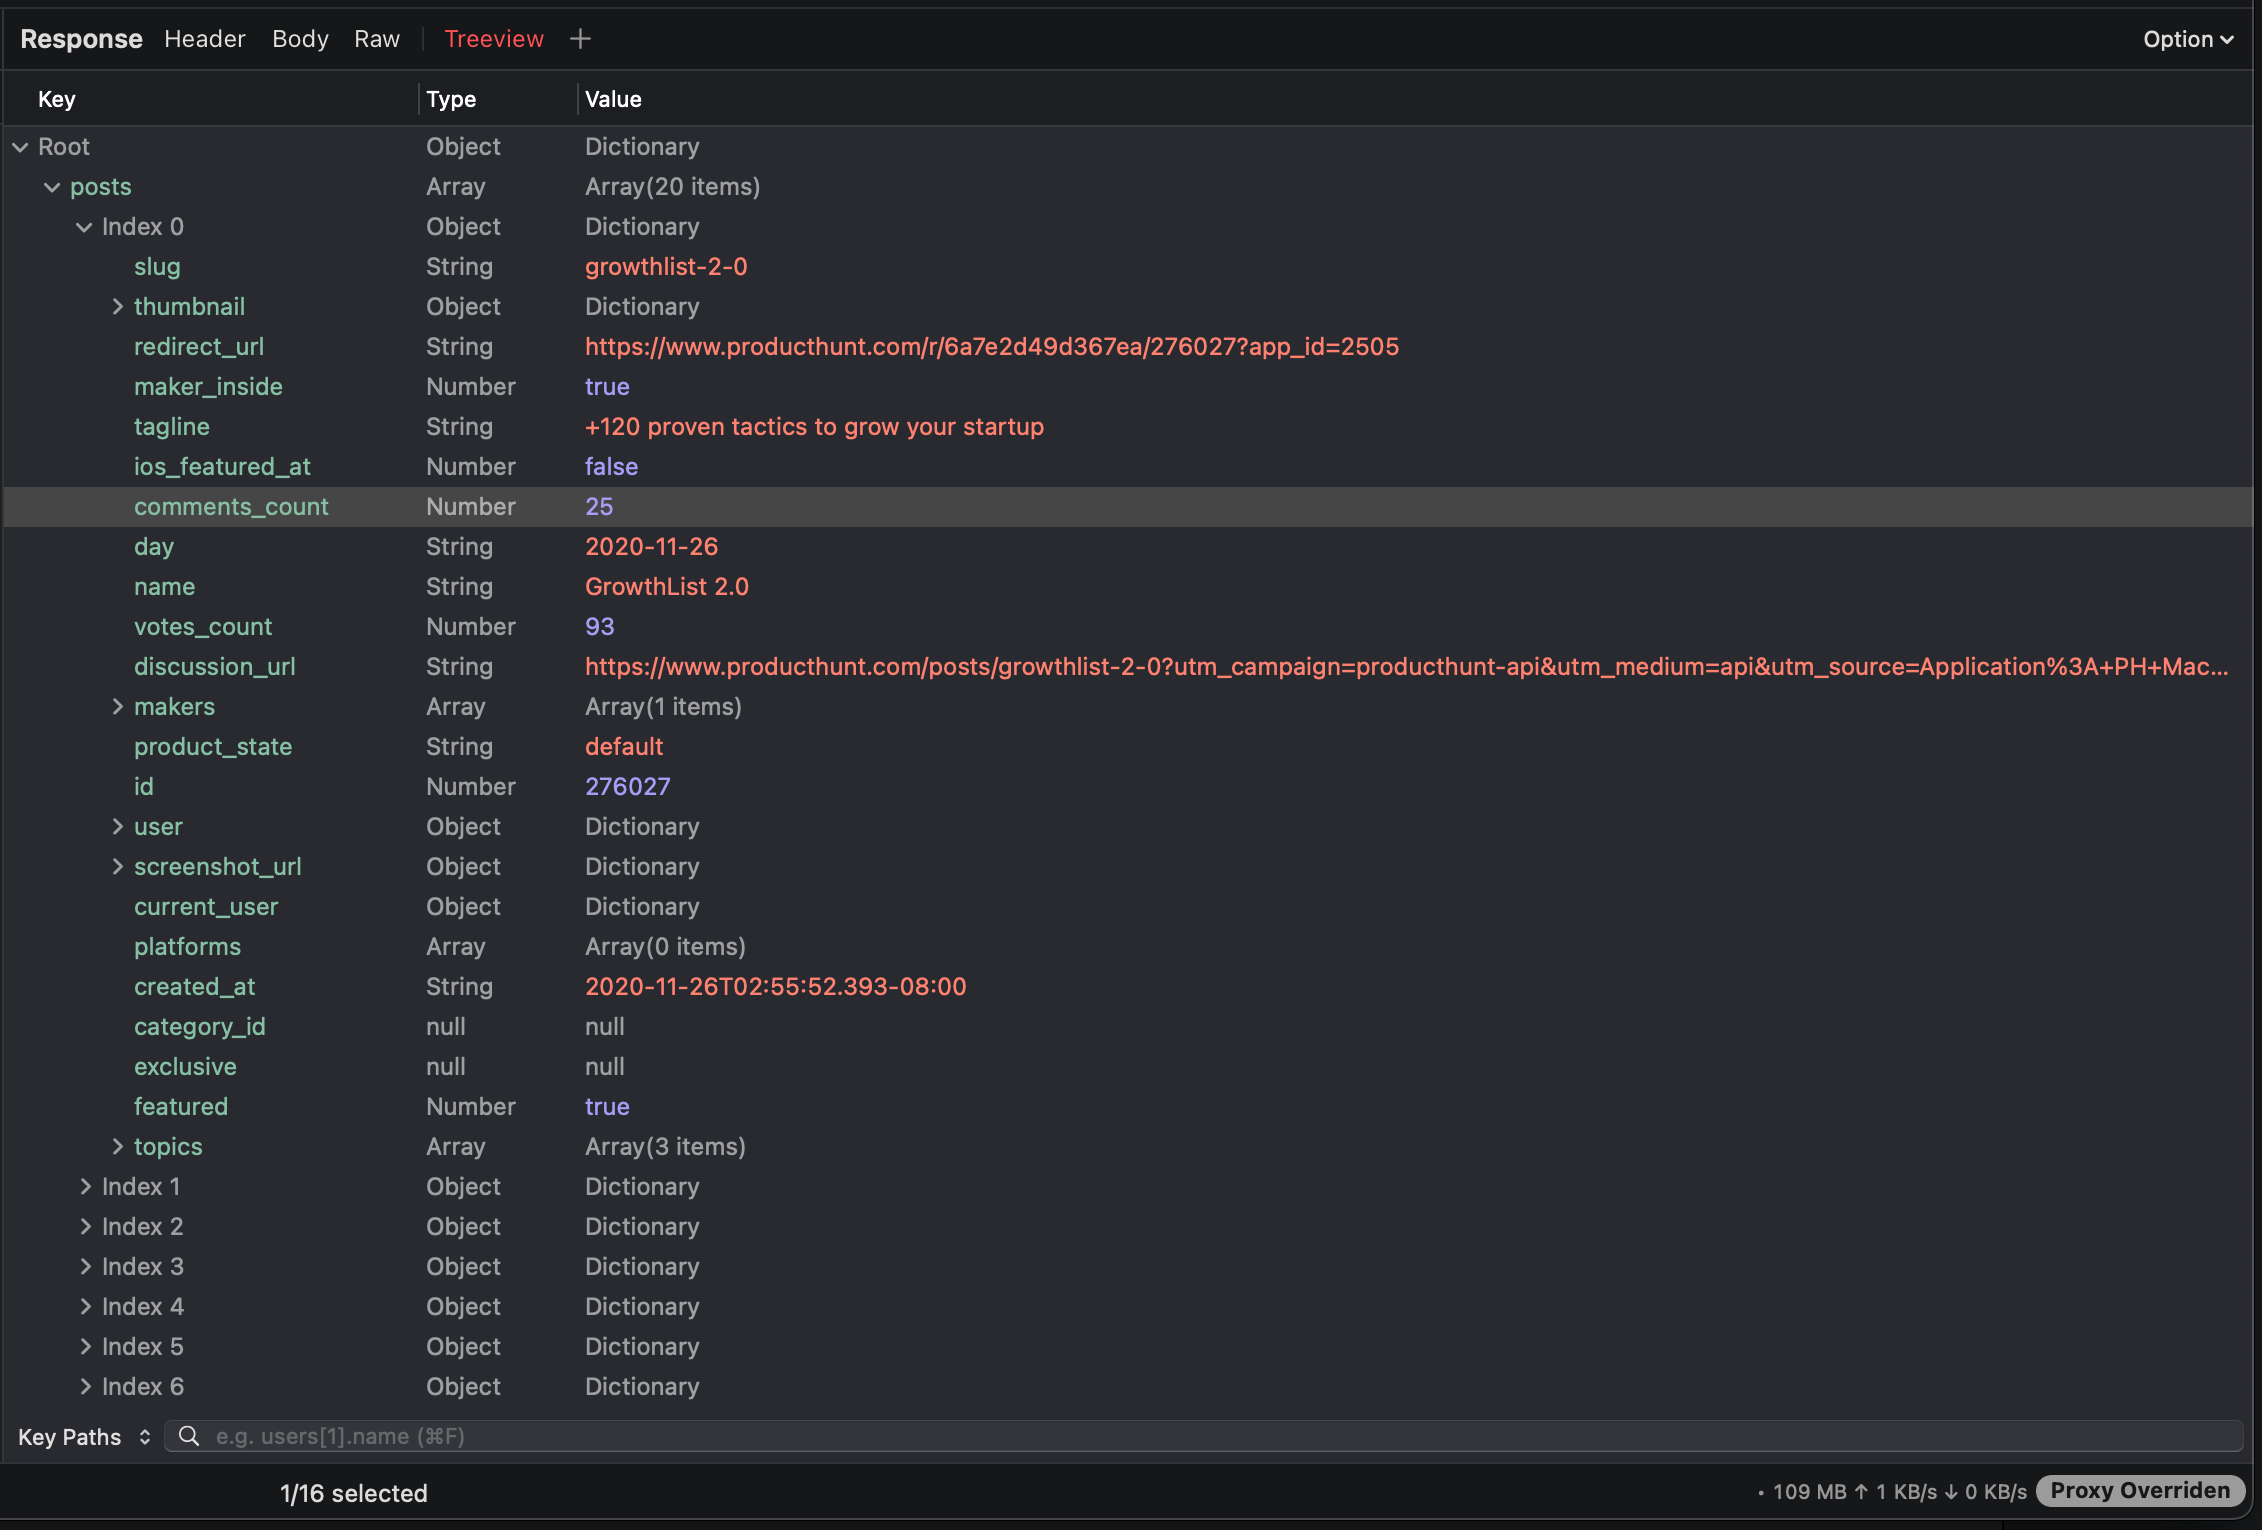 Response Header Body Raw Treeview + Option
Key Type Value
Root Object Dictionary
posts Array Array(20 items)
Index 0 Object Dictionary
slug String growthlist-2-0
thumbnail Object Dictionary
redirect_url String https://www.producthunt.com/r/6a7e2d49d367ea/276027?app_id=2505
maker_inside Number true
tagline String +120 proven tactics to grow your startup
ios_featured_at Number false
comments_count Number 25
day String 2020-11-26
name String GrowthList 2.0
votes_count Number 93
discussion_url String https://www.producthunt.com/posts/growthlist-2-0?utm_campaign=producthunt-api&utm_medium=api&utm_source=Application%3A+PH+Mac...
makers Array Array(1 items)
product_state String default
id Number 276027
user Object Dictionary
screenshot_url Object Dictionary
current_user Object Dictionary
platforms Array Array(0 items)
created_at String 2020-11-26T02:55:52.393-08:00
category_id null null
exclusive null null
featured Number true
topics Array Array(3 items)
Index 1 Object Dictionary
Index 2 Object Dictionary
Index 3 Object Dictionary
Index 4 Object Dictionary
Index 5 Object Dictionary
Index 6 Object Dictionary
Key Paths e.g. users[1].name (⌘F)
1/16 selected • 109 MB ↑ 1 KB/s ↓ 0 KB/s Proxy Overriden